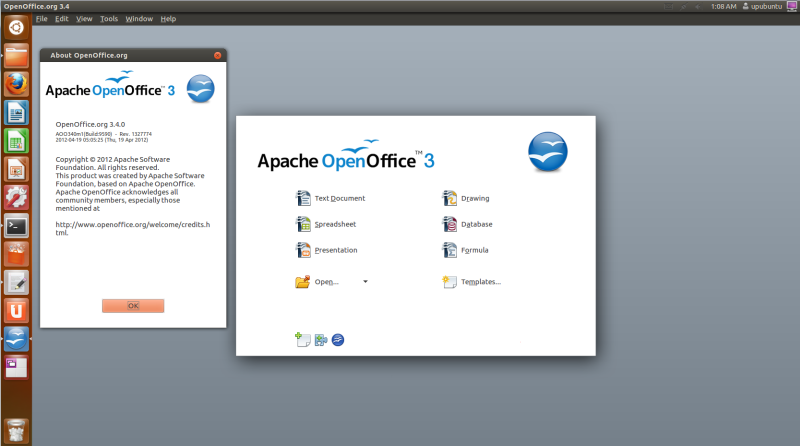 OpenOffice.org 3.4
1:08 AM
upubuntu
File Edit View Tools Window Help
About OpenOffice.org
Apache OpenOffice™ 3
OpenOffice.org 3.4.0
AOO340m1(Build:9590) - Rev. 1327774
2012-04-19 05:05:25 (Thu, 19 Apr 2012)
Copyright © 2012 Apache Software
Foundation. All rights reserved.
This product was created by Apache Software
Foundation, based on Apache OpenOffice.
Apache OpenOffice acknowledges all
community members, especially those
mentioned at
http://www.openoffice.org/welcome/credits.h
tml.
OK
Apache OpenOffice™ 3
Text Document
Drawing
Spreadsheet
Database
Presentation
Formula
Open...
Templates...